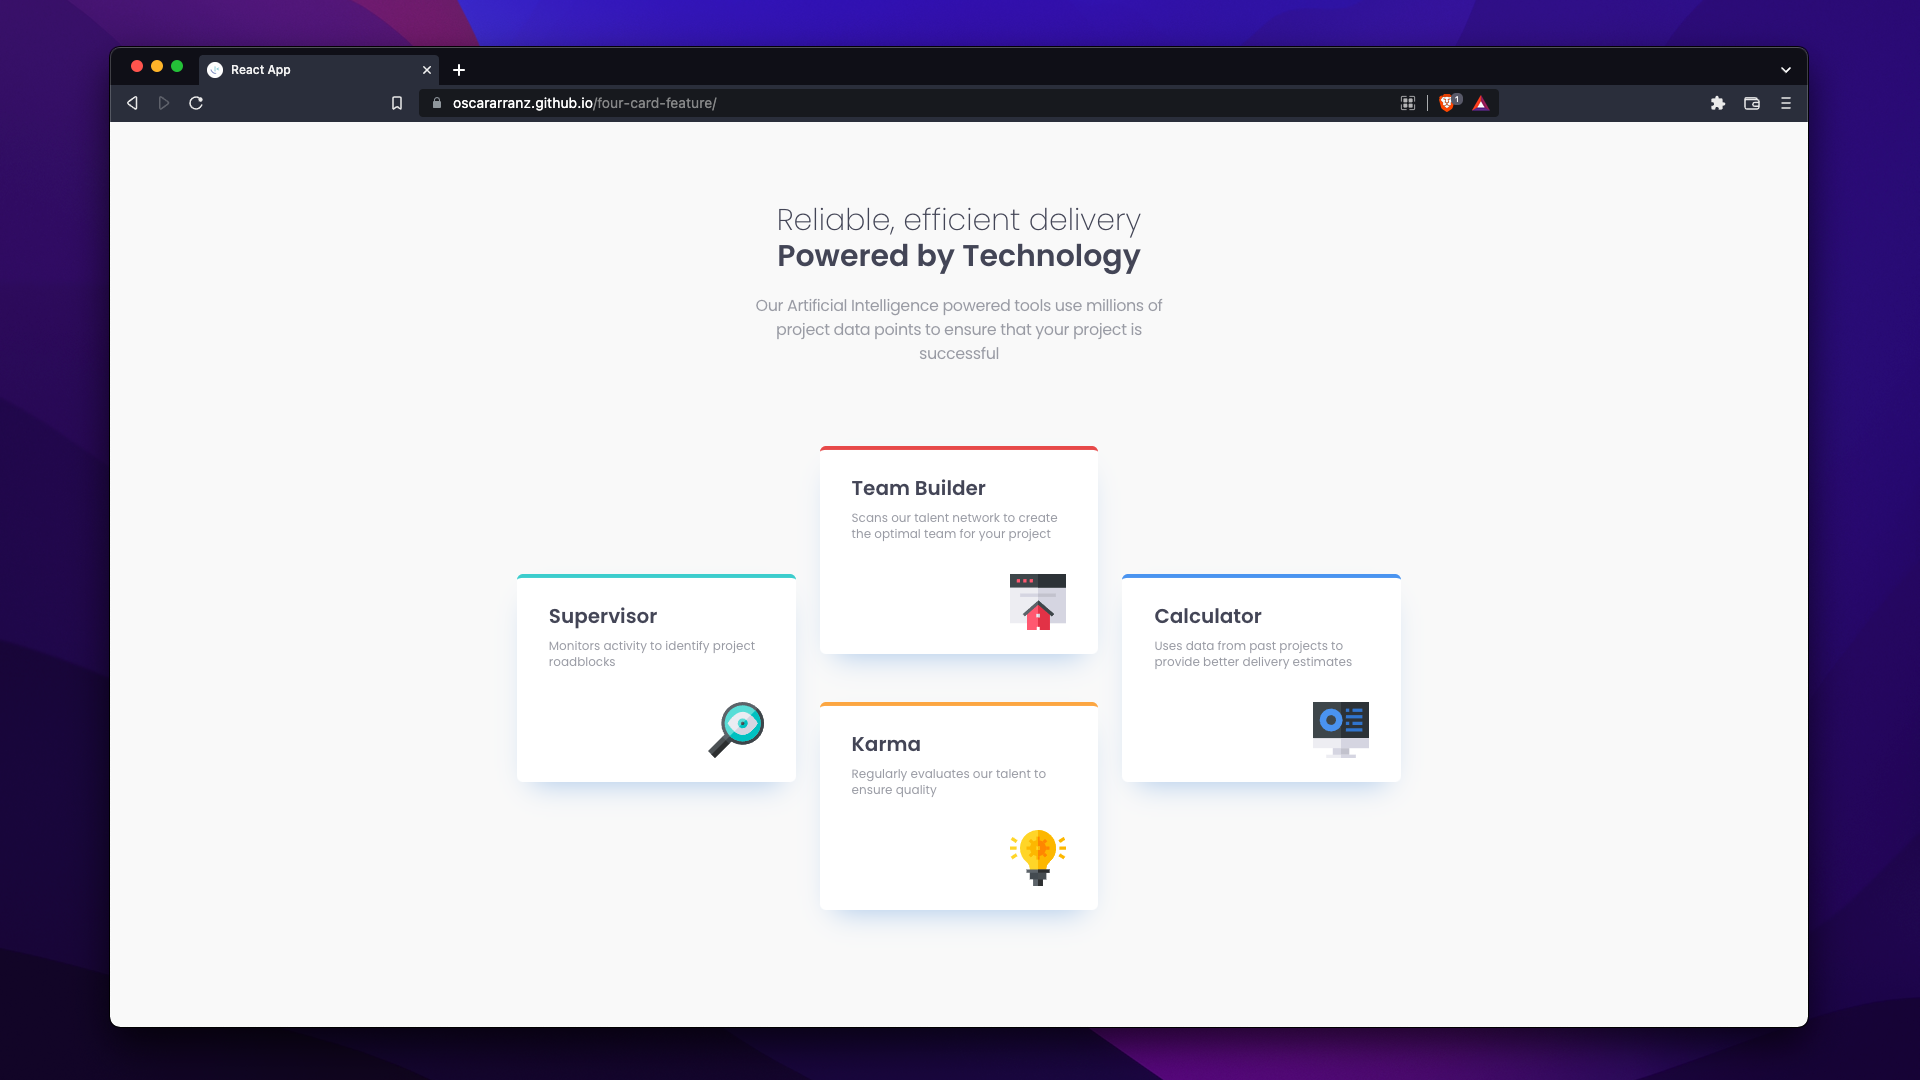 React App
oscararranz.github.io/four-card-feature/
1
Reliable, efficient delivery
Powered by Technology
Our Artificial Intelligence powered tools use millions of
project data points to ensure that your project is
successful
Team Builder
Scans our talent network to create
the optimal team for your project
Supervisor
Monitors activity to identify project
roadblocks
Calculator
Uses data from past projects to
provide better delivery estimates
Karma
Regularly evaluates our talent to
ensure quality